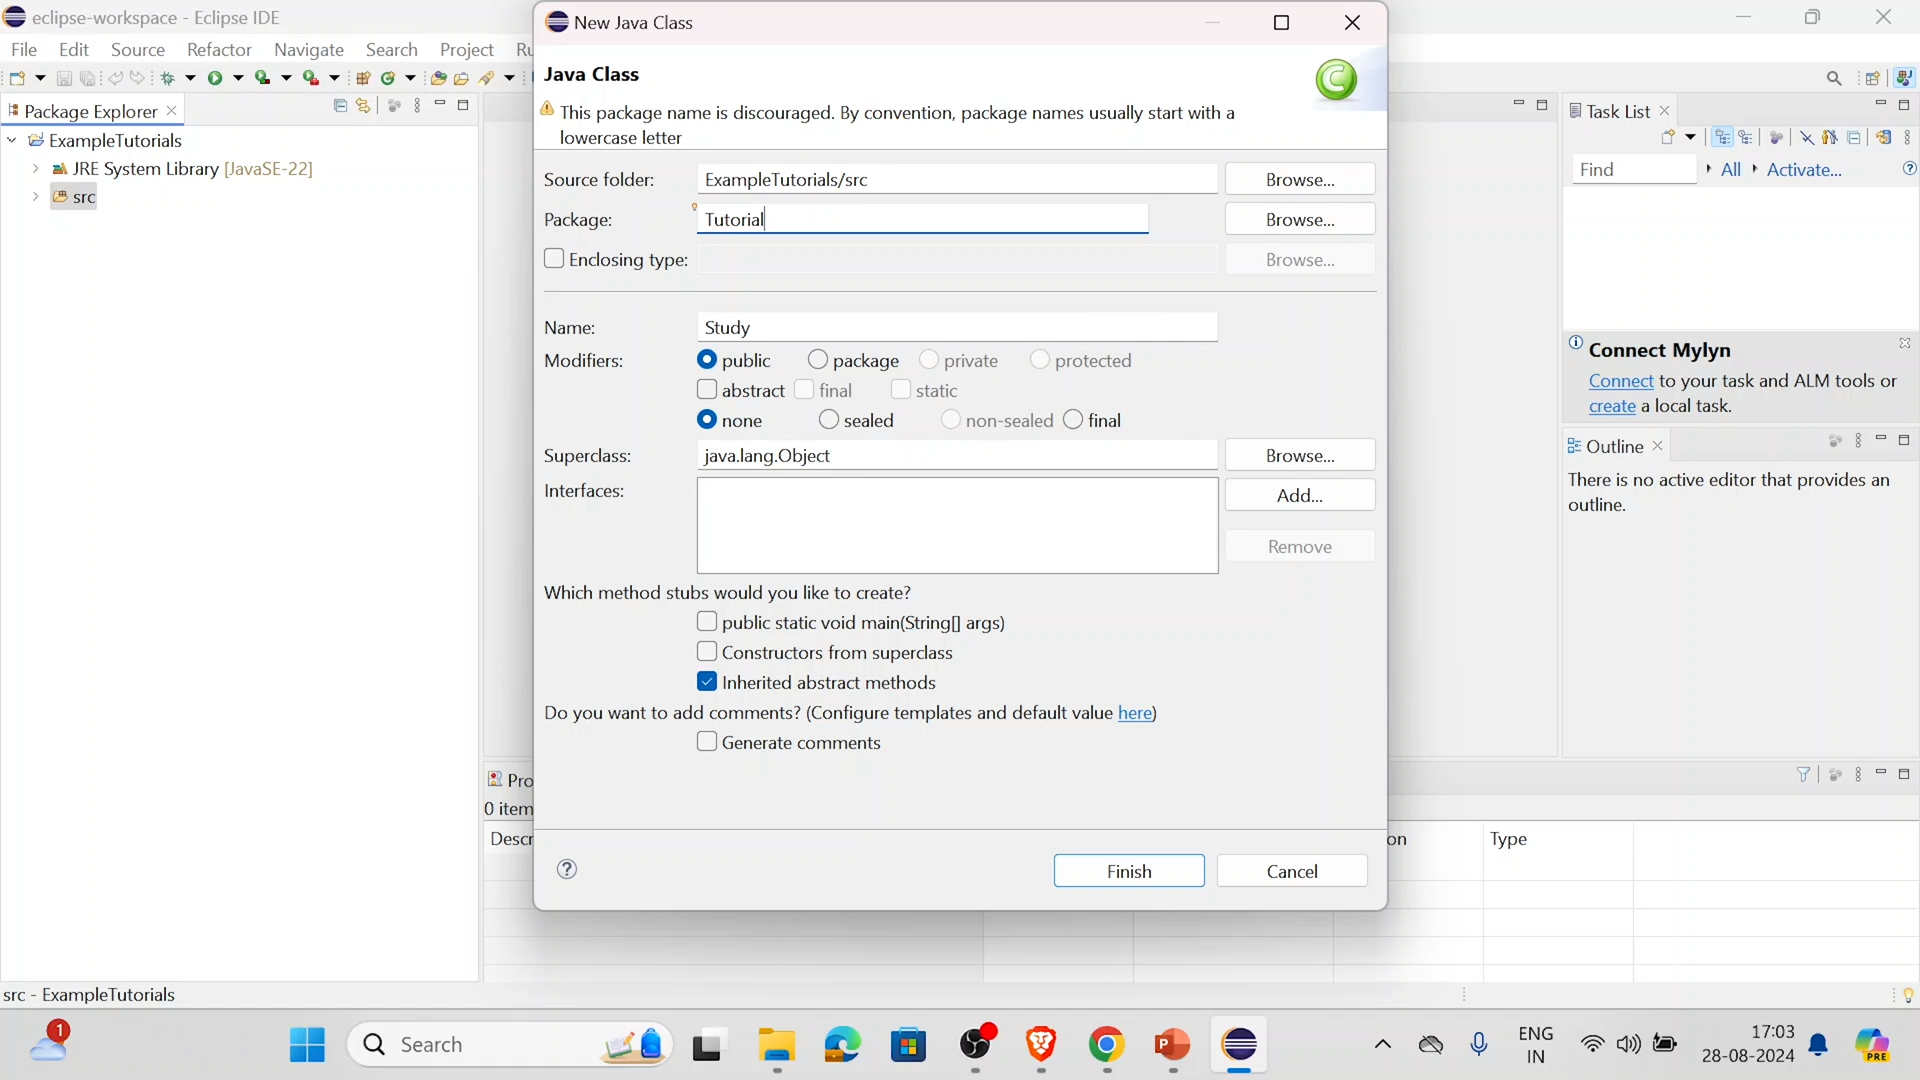 eclipse-workspace - Eclipse IDE
File Edit Source Refactor Navigate Search Project Ru
Package Explorer
ExampleTutorials
JRE System Library [JavaSE-22]
src
New Java Class
Java Class
This package name is discouraged. By convention, package names usually start with a
lowercase letter
Source folder: ExampleTutorials/src Browse...
Package: Tutorial Browse...
Enclosing type: Browse...
Name: Study
Modifiers: public package private protected
abstract final static
none sealed non-sealed final
Superclass: java.lang.Object Browse...
Interfaces: Add...
Remove
Which method stubs would you like to create?
public static void main(String[] args)
Constructors from superclass
Inherited abstract methods
Do you want to add comments? (Configure templates and default value here)
Generate comments
Finish Cancel
Task List
Find All Activate...
Connect Mylyn
Connect to your task and ALM tools or
create a local task.
Outline
There is no active editor that provides an
outline.
Pro
0 item
Descr on Type
src - ExampleTutorials
1 Search ENG 17:03
IN 28-08-2024
PRE